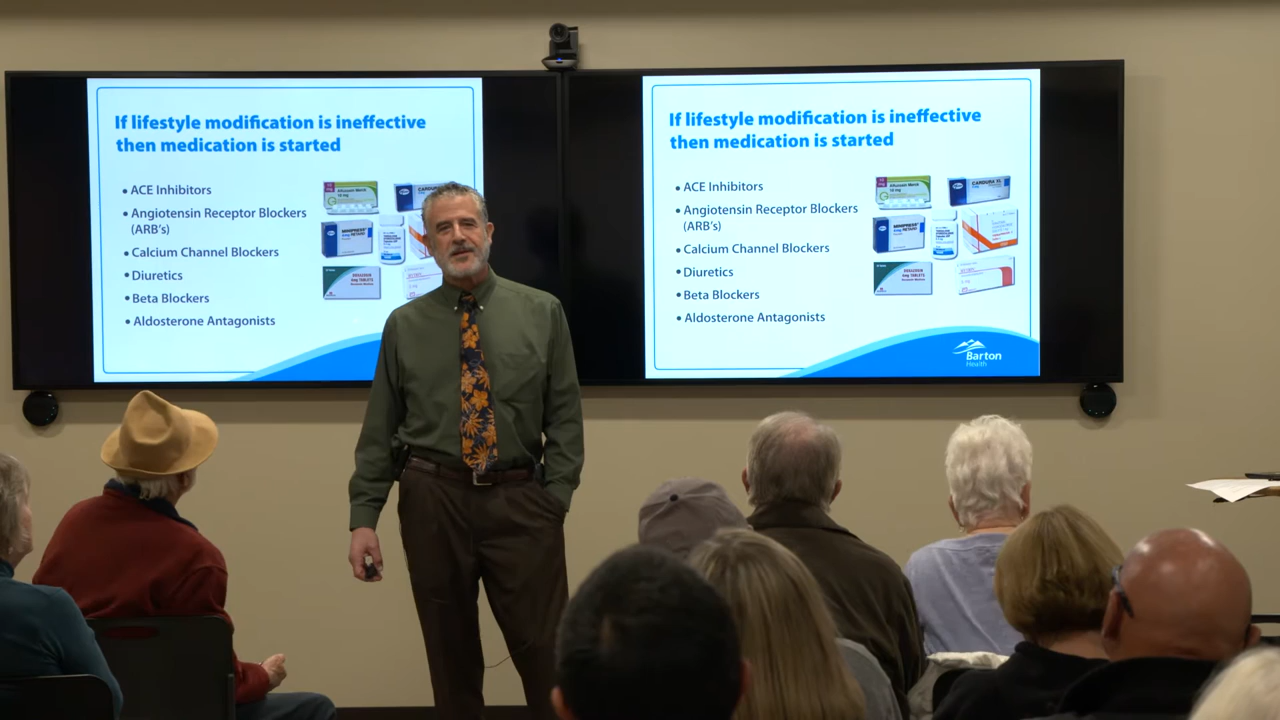 If lifestyle modification is ineffective
then medication is started
• ACE Inhibitors
• Angiotensin Receptor Blockers
(ARB's)
• Calcium Channel Blockers
• Diuretics
• Beta Blockers
• Aldosterone Antagonists
If lifestyle modification is ineffective
then medication is started
• ACE Inhibitors
• Angiotensin Receptor Blockers
(ARB's)
• Calcium Channel Blockers
• Diuretics
• Beta Blockers
• Aldosterone Antagonists
CARDURA XL
Barton
Health